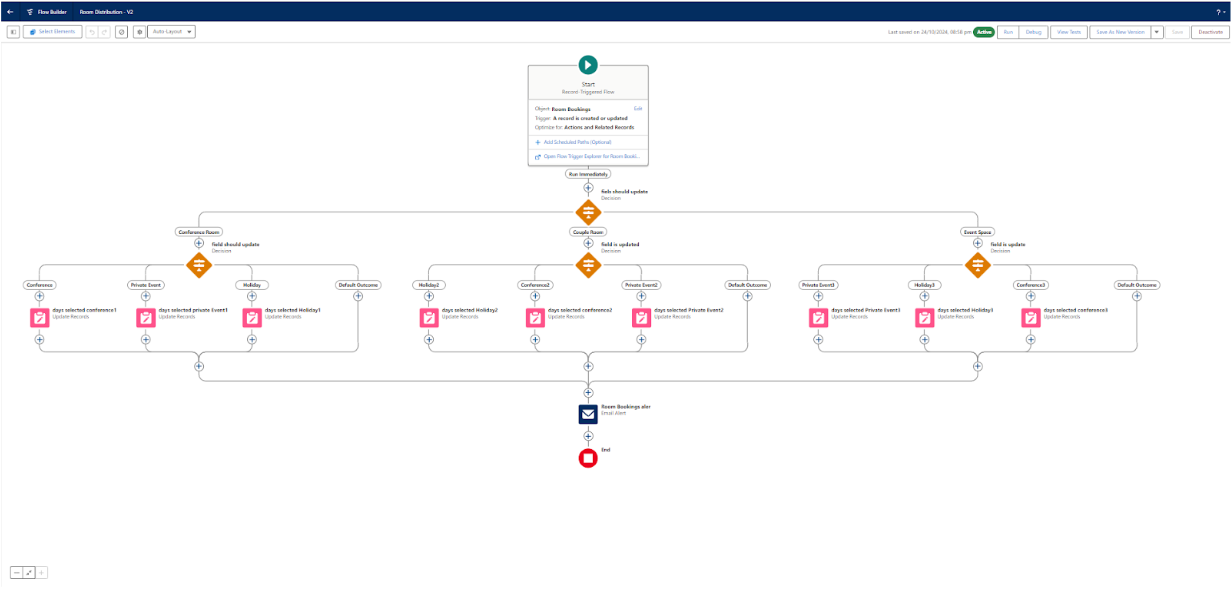 Flow Builder Room Distribution - V2 ?
Select Elements Auto-Layout Last saved on 24/10/2024, 08:58 pm Active Run Debug View Tests Save As New Version Save Deactivate
Start
Record-Triggered Flow
Object: Room Bookings Edit
Trigger: A record is created or updated
Optimize for: Actions and Related Records
Add Scheduled Paths (Optional)
Open Flow Trigger Explorer for Room Booki...
Run Immediately
field should update
Decision
Conference Room Couple Room Event Space
field should update field is updated field is update
Decision Decision Decision
Conference Private Event Holiday Default Outcome Holiday2 Conference2 Private Event2 Default Outcome Private Event3 Holiday3 Conference3 Default Outcome
days selected conference1 days selected private Event1 days selected Holiday1 days selected Holiday2 days selected conference2 days selected Private Event2 days selected Private Event3 days selected Holiday3 days selected conference3
Update Records Update Records Update Records Update Records Update Records Update Records Update Records Update Records Update Records
Room Bookings aler
Email Alert
End